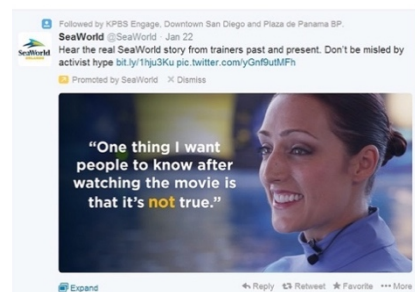 Followed by KPBS Engage, Downtown San Diego and Plaza de Panama BP.
SeaWorld @SeaWorld · Jan 22
Hear the real SeaWorld story from trainers past and present. Don't be misled by
activist hype bit.ly/1hju3Ku pic.twitter.com/yGnf9utMFh
Promoted by SeaWorld Dismiss
SeaWorld
“One thing I want
people to know after
watching the movie is
that it's not true.”
Expand Reply Retweet Favorite More